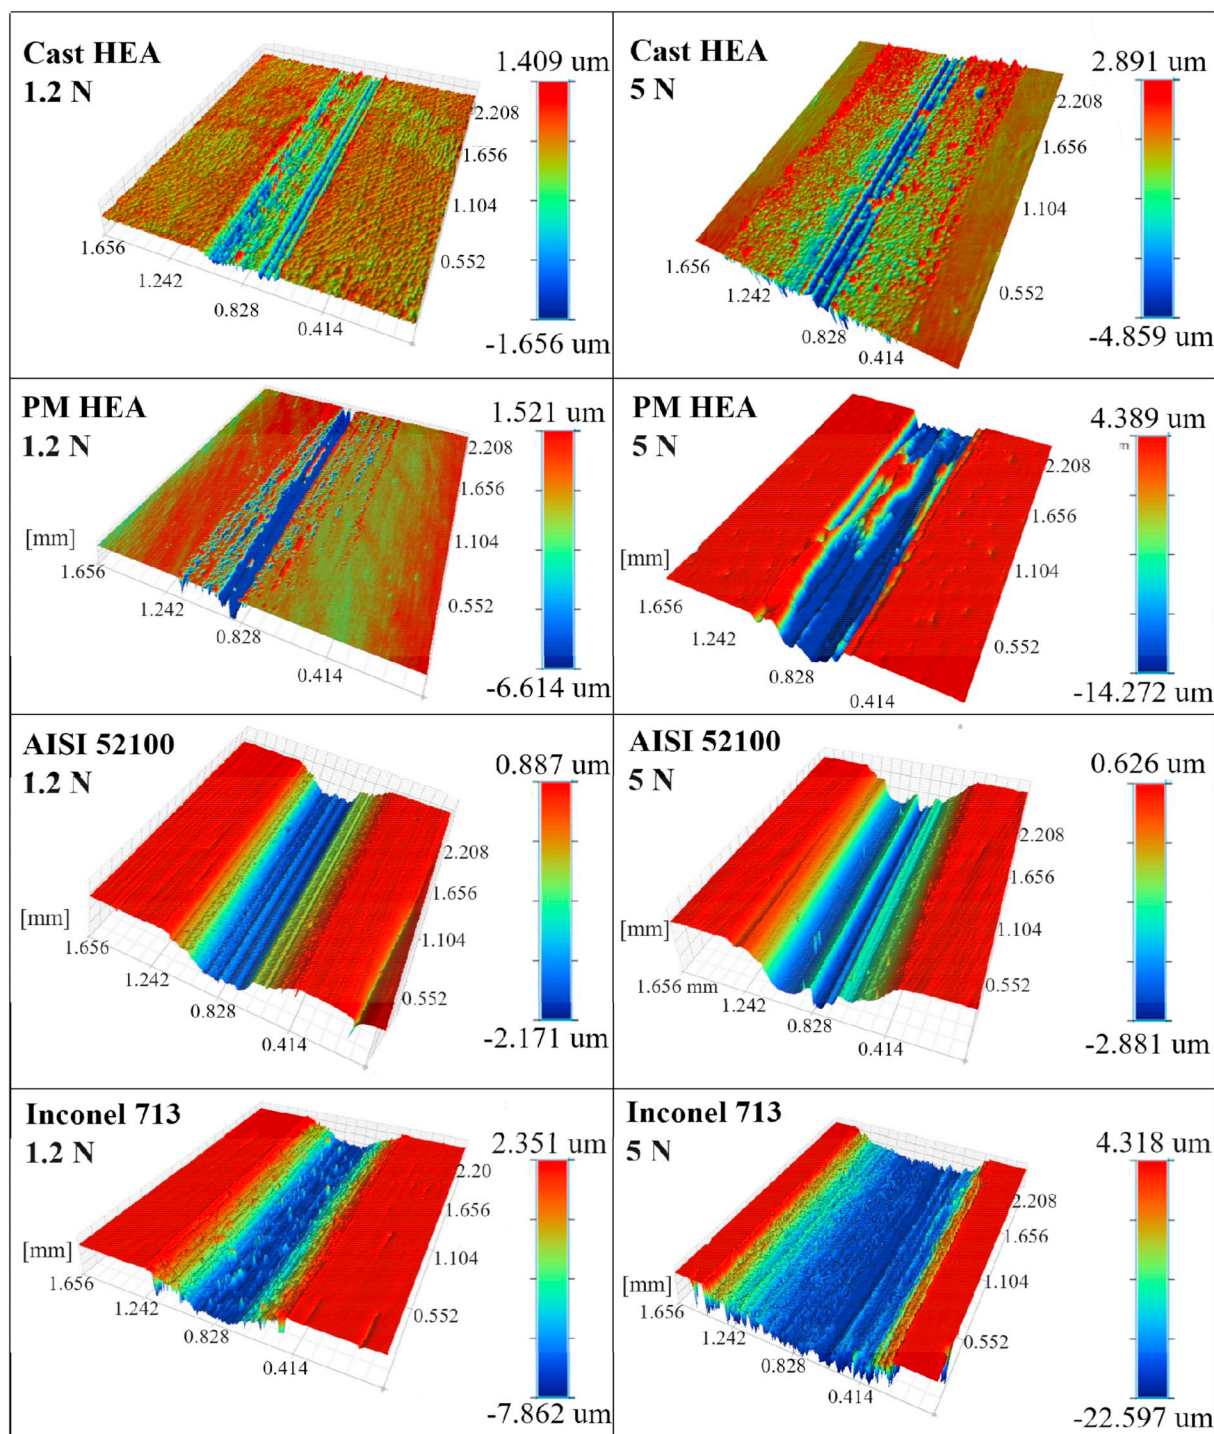 Cast HEA
1.2 N
1.409 um
2.208
1.656
1.104
0.552
1.656
1.242
0.828
0.414
-1.656 um
Cast HEA
5 N
2.891 um
2.208
1.656
1.104
0.552
1.656
1.242
0.828
0.414
-4.859 um
PM HEA
1.2 N
1.521 um
2.208
1.656
[mm]
1.104
1.656
0.552
1.242
0.828
0.414
-6.614 um
PM HEA
5 N
4.389 um
m
2.208
1.656
[mm]
1.104
1.656
0.552
1.242
0.828
0.414
-14.272 um
AISI 52100
1.2 N
0.887 um
2.208
1.656
[mm]
1.104
1.656
0.552
1.242
0.828
0.414
-2.171 um
AISI 52100
5 N
0.626 um
2.208
1.656
[mm]
1.104
1.656 mm
0.552
1.242
0.828
0.414
-2.881 um
Inconel 713
1.2 N
2.351 um
2.20
1.656
[mm]
1.104
1.656
0.552
1.242
0.828
0.414
-7.862 um
Inconel 713
5 N
4.318 um
2.208
1.656
[mm]
1.104
1.656
0.552
1.242
0.828
0.414
-22.597 um